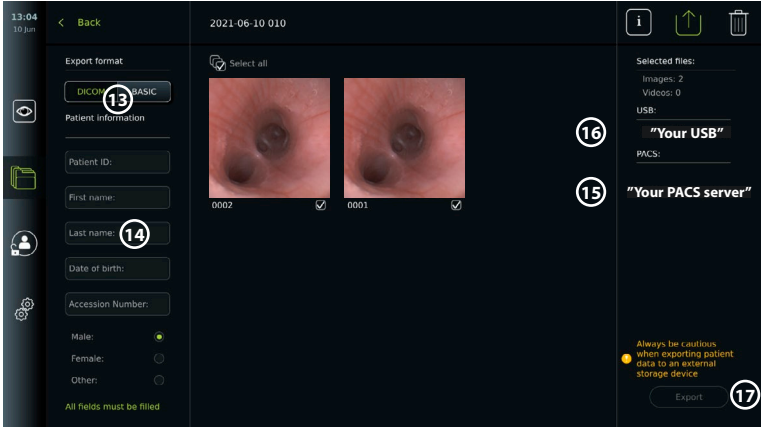 13:04
10 Jun
Back
2021-06-10 010
i
Export format
DICOM
BASIC
13
Patient information
Patient ID:
First name:
Last name:
14
Date of birth:
Accession Number:
Male:
Female:
Other:
All fields must be filled
Select all
0002
0001
Selected files:
Images: 2
Videos: 0
USB:
16
"Your USB"
PACS:
15
"Your PACS server"
Always be cautious
when exporting patient
data to an external
storage device
Export
17